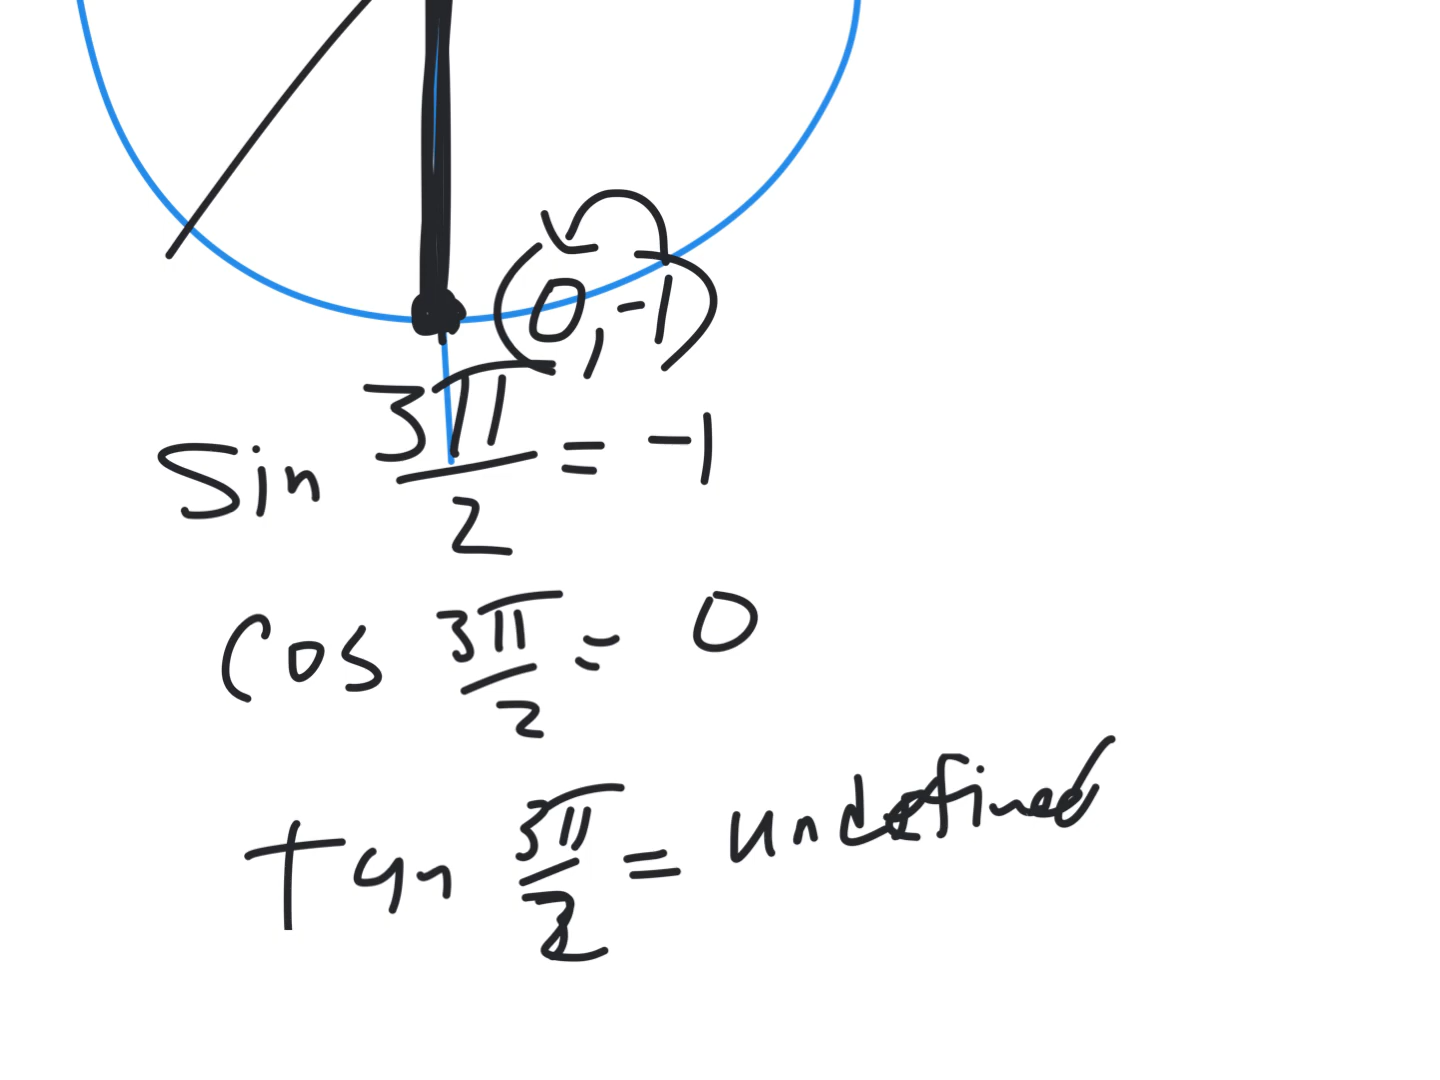 (0, -1)
Sin 3π/2 = -1
Cos 3π/2 = 0
tan 3π/2 = undefined